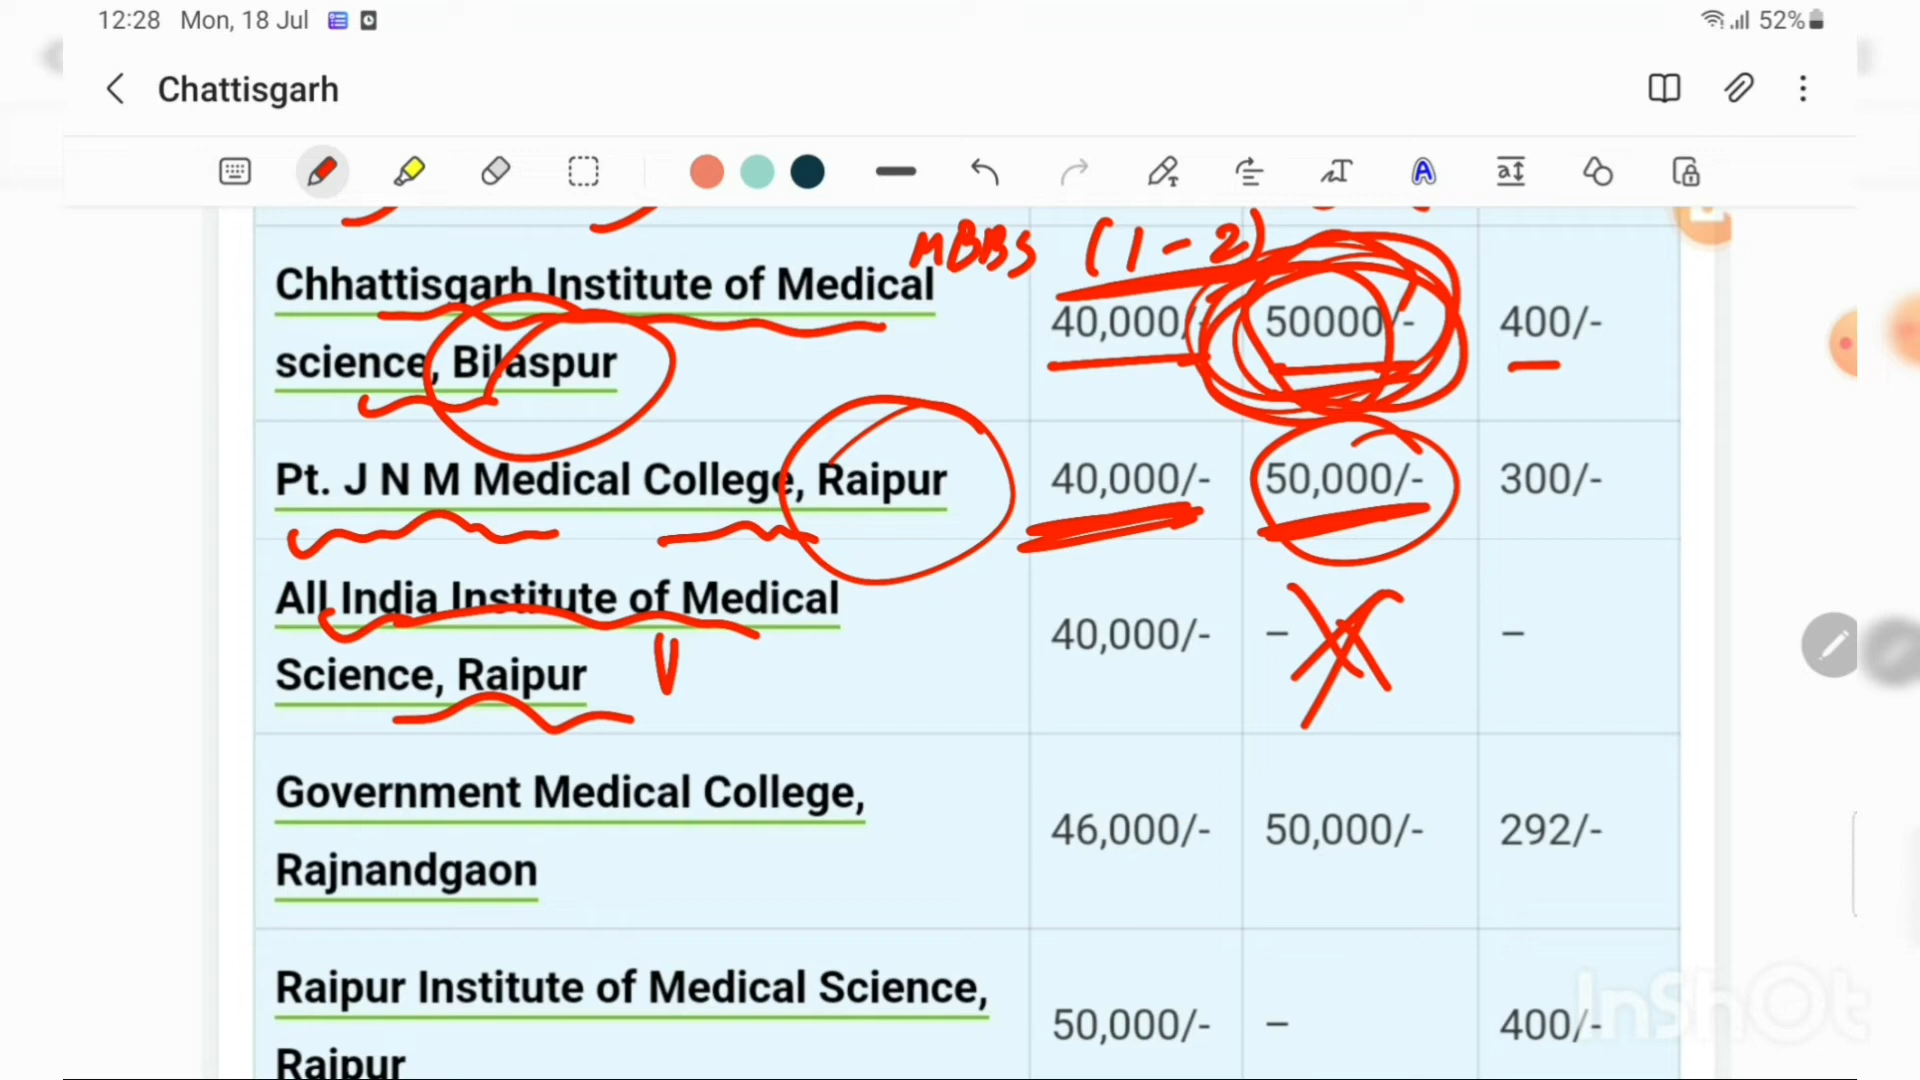 12:28 Mon, 18 Jul 52%
Chattisgarh
MBBS (1-2)
Chhattisgarh Institute of Medical
science, Bilaspur
40,000/- 50000/- 400/-
Pt. J N M Medical College, Raipur 40,000/- 50,000/- 300/-
All India Institute of Medical
Science, Raipur
40,000/- – –
Government Medical College,
Rajnandgaon
46,000/- 50,000/- 292/-
Raipur Institute of Medical Science,
Raipur
50,000/- – 400/-
InShOt